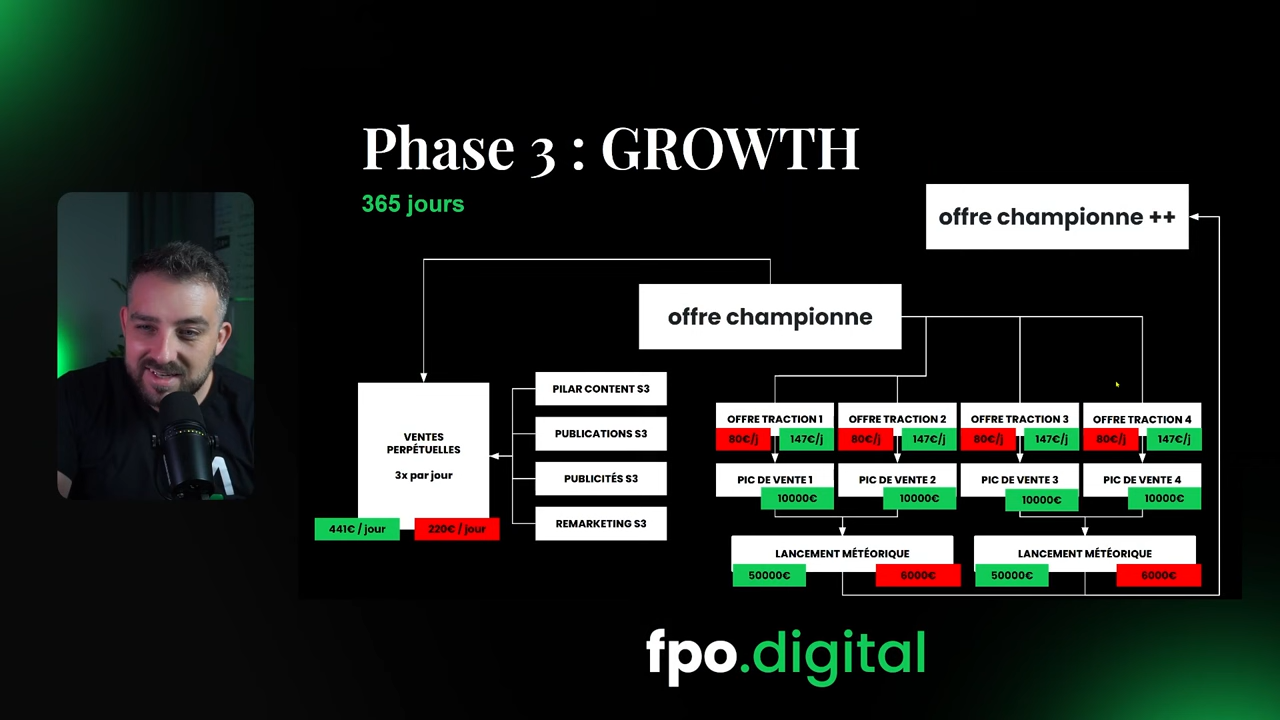 Phase 3 : GROWTH
365 jours
offre championne ++
offre championne
VENTES
PERPÉTUELLES
3x par jour
441€ / jour
220€ / jour
PILAR CONTENT S3
PUBLICATIONS S3
PUBLICITÉS S3
REMARKETING S3
OFFRE TRACTION 1
80€/j
147€/j
OFFRE TRACTION 2
80€/j
147€/j
OFFRE TRACTION 3
80€/j
147€/j
OFFRE TRACTION 4
80€/j
147€/j
PIC DE VENTE 1
10000€
PIC DE VENTE 2
10000€
PIC DE VENTE 3
10000€
PIC DE VENTE 4
10000€
LANCEMENT MÉTÉORIQUE
50000€
6000€
LANCEMENT MÉTÉORIQUE
50000€
6000€
fpo.digital